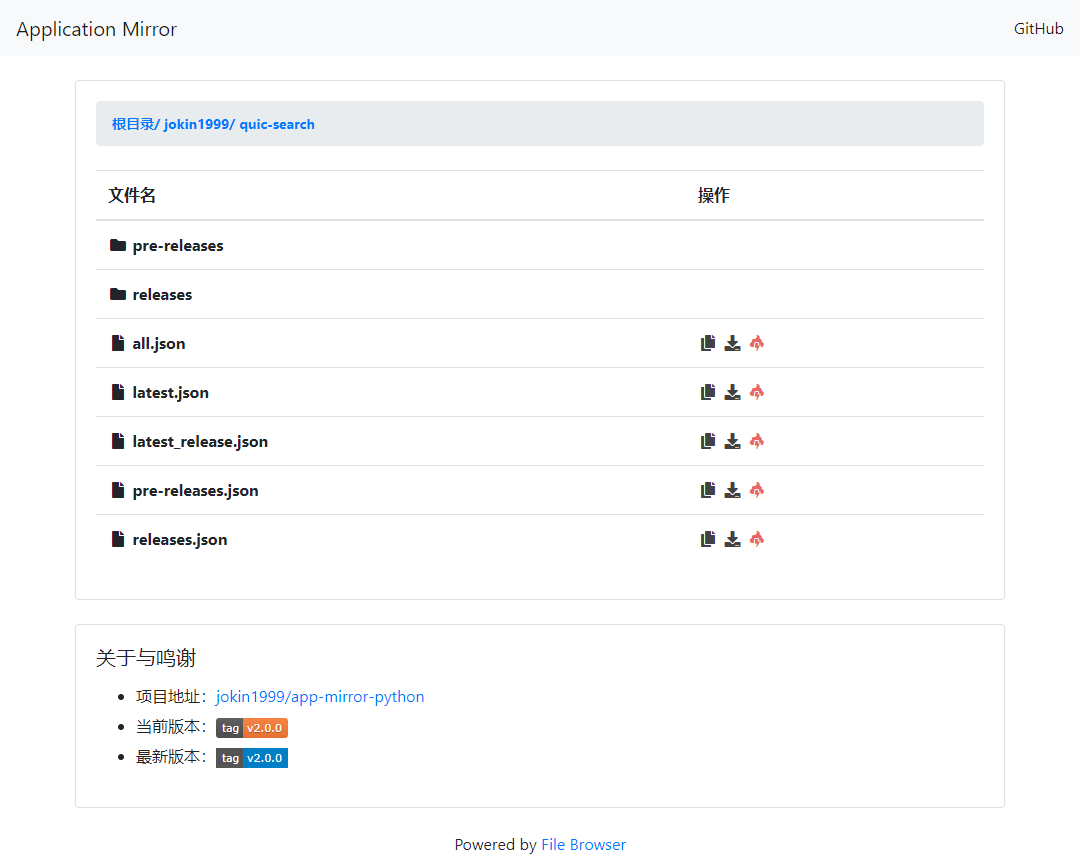 Application Mirror
GitHub
根目录/ jokin1999/ quic-search
文件名 操作
pre-releases
releases
all.json
latest.json
latest_release.json
pre-releases.json
releases.json
关于与鸣谢
项目地址：jokin1999/app-mirror-python
当前版本：tag v2.0.0
最新版本：tag v2.0.0
Powered by File Browser